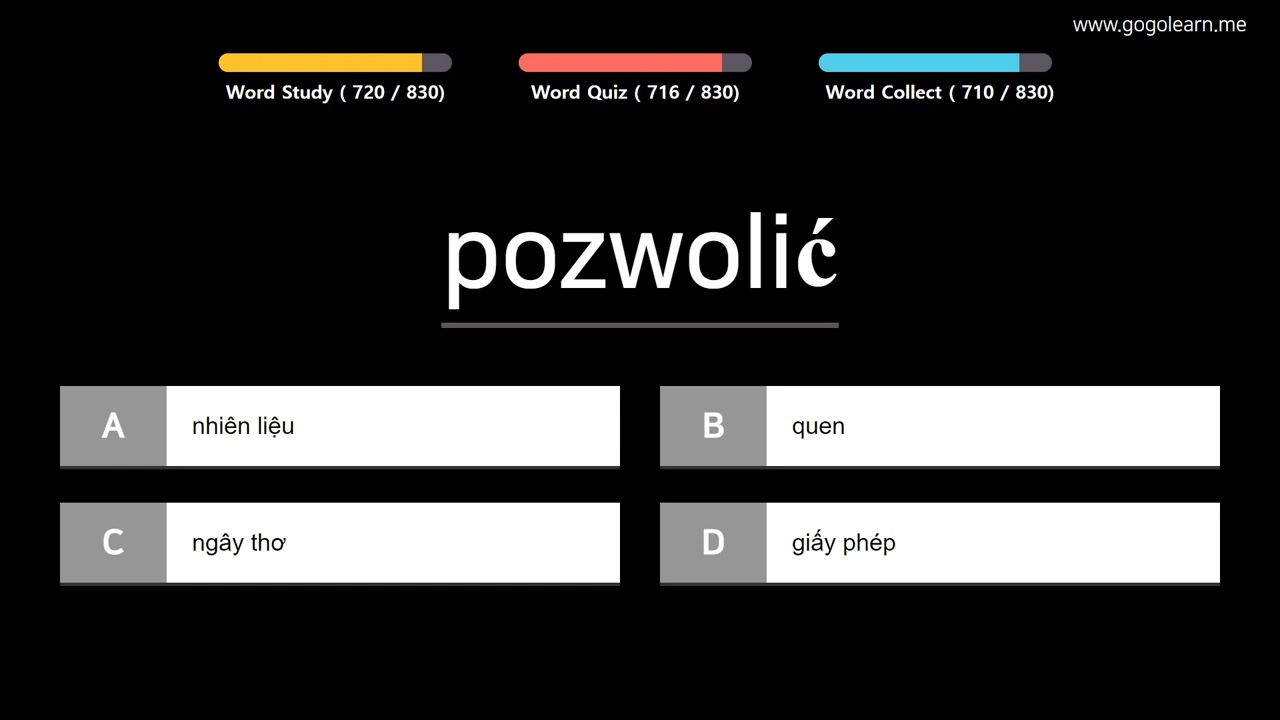 www.gogolearn.me
Word Study ( 720 / 830)
Word Quiz ( 716 / 830)
Word Collect ( 710 / 830)
pozwolić
A nhiên liệu
B quen
C ngây thơ
D giấy phép